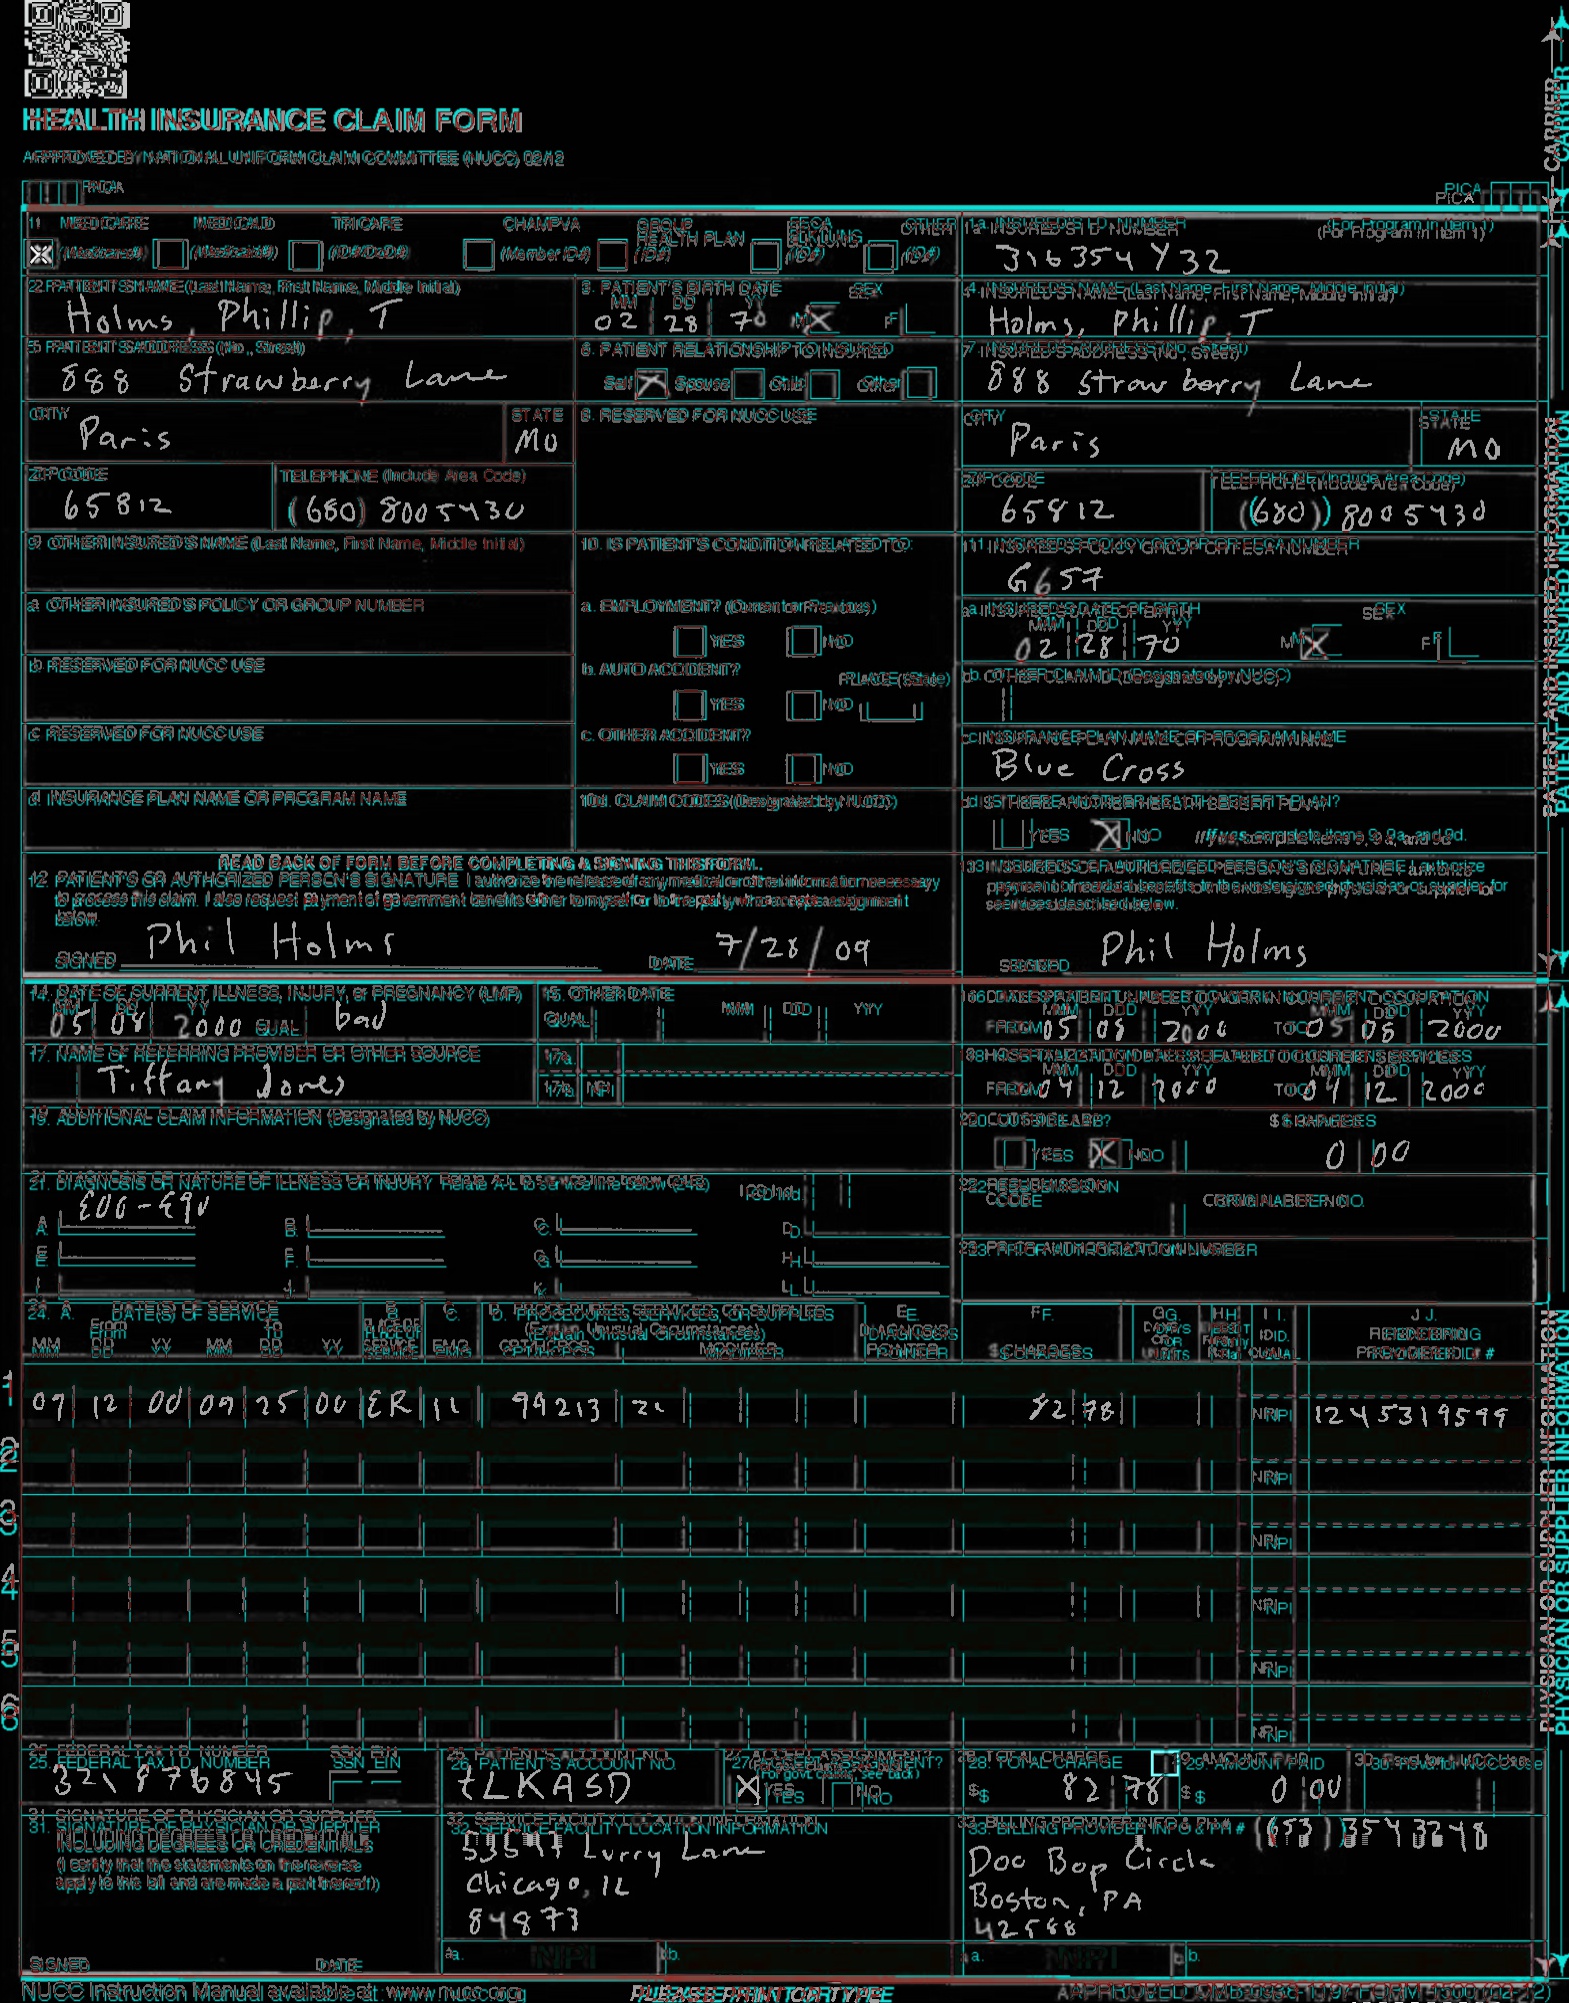 HEALTH INSURANCE CLAIM FORM
APPROVED BY NATIONAL UNIFORM CLAIM COMMITTEE (NUCC) 02/12
PICA
PICA
CARRIER
1. MEDICARE MEDICAID TRICARE CHAMPVA GROUP HEALTH PLAN FECA BLK LUNG OTHER
(Medicare#) (Medicaid#) (ID#/DoD#) (Member ID#) (ID#) (ID#) (ID#)
1a. INSURED'S I.D. NUMBER (For Program in Item 1)
316354Y32
2. PATIENT'S NAME (Last Name, First Name, Middle Initial)
Holms, Phillip, T
3. PATIENT'S BIRTH DATE SEX
MM DD YY
02 28 70 M X F
4. INSURED'S NAME (Last Name, First Name, Middle Initial)
Holms, Phillip, T
5. PATIENT'S ADDRESS (No., Street)
888 Strawberry Lane
6. PATIENT RELATIONSHIP TO INSURED
Self X Spouse Child Other
7. INSURED'S ADDRESS (No., Street)
888 Strawberry Lane
CITY
Paris
STATE
MO
8. RESERVED FOR NUCC USE
CITY
Paris
STATE
MO
ZIP CODE
65812
TELEPHONE (Include Area Code)
(680) 8005430
ZIP CODE
65812
TELEPHONE (Include Area Code)
(680) 8005430
9. OTHER INSURED'S NAME (Last Name, First Name, Middle Initial)
10. IS PATIENT'S CONDITION RELATED TO:
11. INSURED'S POLICY GROUP OR FECA NUMBER
G657
a. OTHER INSURED'S POLICY OR GROUP NUMBER
a. EMPLOYMENT? (Current or Previous)
YES NO
a. INSURED'S DATE OF BIRTH SEX
MM DD YY
02 28 70 M X F
b. RESERVED FOR NUCC USE
b. AUTO ACCIDENT? PLACE (State)
YES NO
b. OTHER CLAIM ID (Designated by NUCC)
c. RESERVED FOR NUCC USE
c. OTHER ACCIDENT?
YES NO
c. INSURANCE PLAN NAME OR PROGRAM NAME
Blue Cross
d. INSURANCE PLAN NAME OR PROGRAM NAME
10d. CLAIM CODES (Designated by NUCC)
d. IS THERE ANOTHER HEALTH BENEFIT PLAN?
YES X NO If yes, complete items 9, 9a, and 9d.
READ BACK OF FORM BEFORE COMPLETING & SIGNING THIS FORM.
12. PATIENT'S OR AUTHORIZED PERSON'S SIGNATURE I authorize the release of any medical or other information necessary
to process this claim. I also request payment of government benefits either to myself or to the party who accepts assignment
below.
SIGNED Phil Holms DATE 7/28/09
13. INSURED'S OR AUTHORIZED PERSON'S SIGNATURE I authorize
payment of medical benefits to the undersigned physician or supplier for
services described below.
SIGNED Phil Holms
PATIENT AND INSURED INFORMATION
14. DATE OF CURRENT ILLNESS, INJURY, or PREGNANCY (LMP)
MM DD YY
05 08 2000 QUAL. bad
15. OTHER DATE
QUAL. MM DD YY
16. DATES PATIENT UNABLE TO WORK IN CURRENT OCCUPATION
MM DD YY MM DD YY
FROM 05 08 2000 TO 05 08 2000
17. NAME OF REFERRING PROVIDER OR OTHER SOURCE
Tiffany Jones
17a.
17b. NPI
18. HOSPITALIZATION DATES RELATED TO CURRENT SERVICES
MM DD YY MM DD YY
FROM 04 12 2000 TO 04 12 2000
19. ADDITIONAL CLAIM INFORMATION (Designated by NUCC)
20. OUTSIDE LAB? $ CHARGES
YES X NO 0 00
21. DIAGNOSIS OR NATURE OF ILLNESS OR INJURY Relate A-L to service line below (24E) ICD Ind.
A. E00-E90 B. C. D.
E. F. G. H.
I. J. K. L.
22. RESUBMISSION
CODE ORIGINAL REF. NO.
23. PRIOR AUTHORIZATION NUMBER
24. A. DATE(S) OF SERVICE B. C. D. PROCEDURES, SERVICES, OR SUPPLIES E. F. G. H. I. J.
From To PLACE OF SERVICE (Explain Unusual Circumstances) DIAGNOSIS POINTER DAYS OR UNITS ID. QUAL. RENDERING
MM DD YY MM DD YY EMG CPT/HCPCS MODIFIER $ CHARGES PROVIDER ID. #
1 09 12 00 09 25 00 ER 11 99213 21 82 78 NPI 1245319599
2 NPI
3 NPI
4 NPI
5 NPI
6 NPI
PHYSICIAN OR SUPPLIER INFORMATION
25. FEDERAL TAX I.D. NUMBER SSN EIN
321876845
26. PATIENT'S ACCOUNT NO.
ZLKASD
27. ACCEPT ASSIGNMENT?
(For govt. claims, see back)
X YES NO
28. TOTAL CHARGE
$ 82 78
29. AMOUNT PAID
$ 0 00
30. Rsvd for NUCC Use
31. SIGNATURE OF PHYSICIAN OR SUPPLIER
INCLUDING DEGREES OR CREDENTIALS
(I certify that the statements on the reverse
apply to this bill and are made a part thereof.)
SIGNED DATE
32. SERVICE FACILITY LOCATION INFORMATION
Lurry Lane
Chicago, IL
84873
a. NPI b.
33. BILLING PROVIDER INFO & PH # (653) 3543248
Doo Bop Circle
Boston, PA
42588
a. NPI b.
NUCC Instruction Manual available at: www.nucc.org
PLEASE PRINT OR TYPE